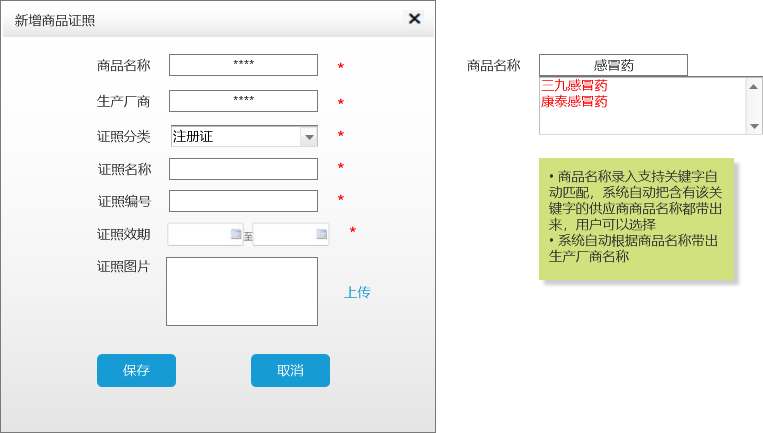 新增商品证照
商品名称 **** *
生产厂商 **** *
证照分类 注册证 *
证照名称 *
证照编号 *
证照效期 至 *
证照图片
上传
保存 取消
商品名称 感冒药
三九感冒药
康泰感冒药
• 商品名称录入支持关键字自
动匹配，系统自动把含有该关
键字的供应商商品名称都带出
来，用户可以选择
• 系统自动根据商品名称带出
生产厂商名称